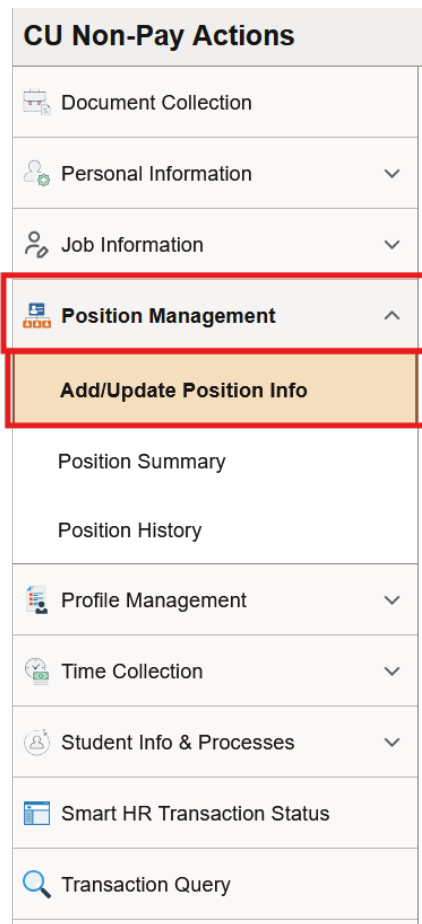 CU Non-Pay Actions
Document Collection
Personal Information
Job Information
Position Management
Add/Update Position Info
Position Summary
Position History
Profile Management
Time Collection
Student Info & Processes
Smart HR Transaction Status
Transaction Query